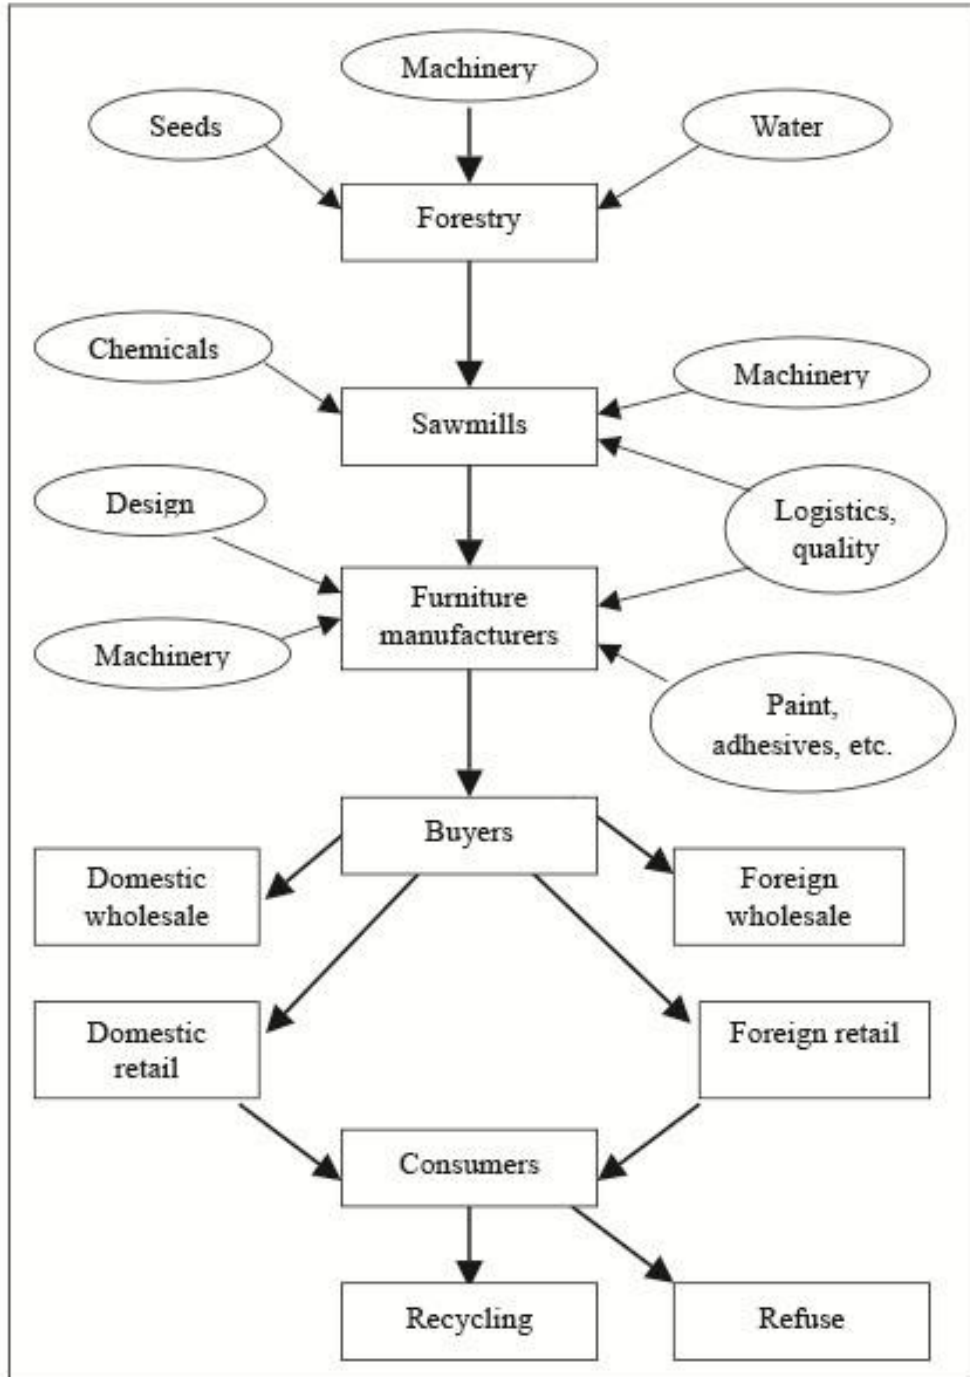 Machinery
Seeds
Water
Forestry
Chemicals
Machinery
Sawmills
Design
Logistics,
quality
Furniture
manufacturers
Machinery
Paint,
adhesives, etc.
Buyers
Domestic
wholesale
Foreign
wholesale
Domestic
retail
Foreign retail
Consumers
Recycling
Refuse